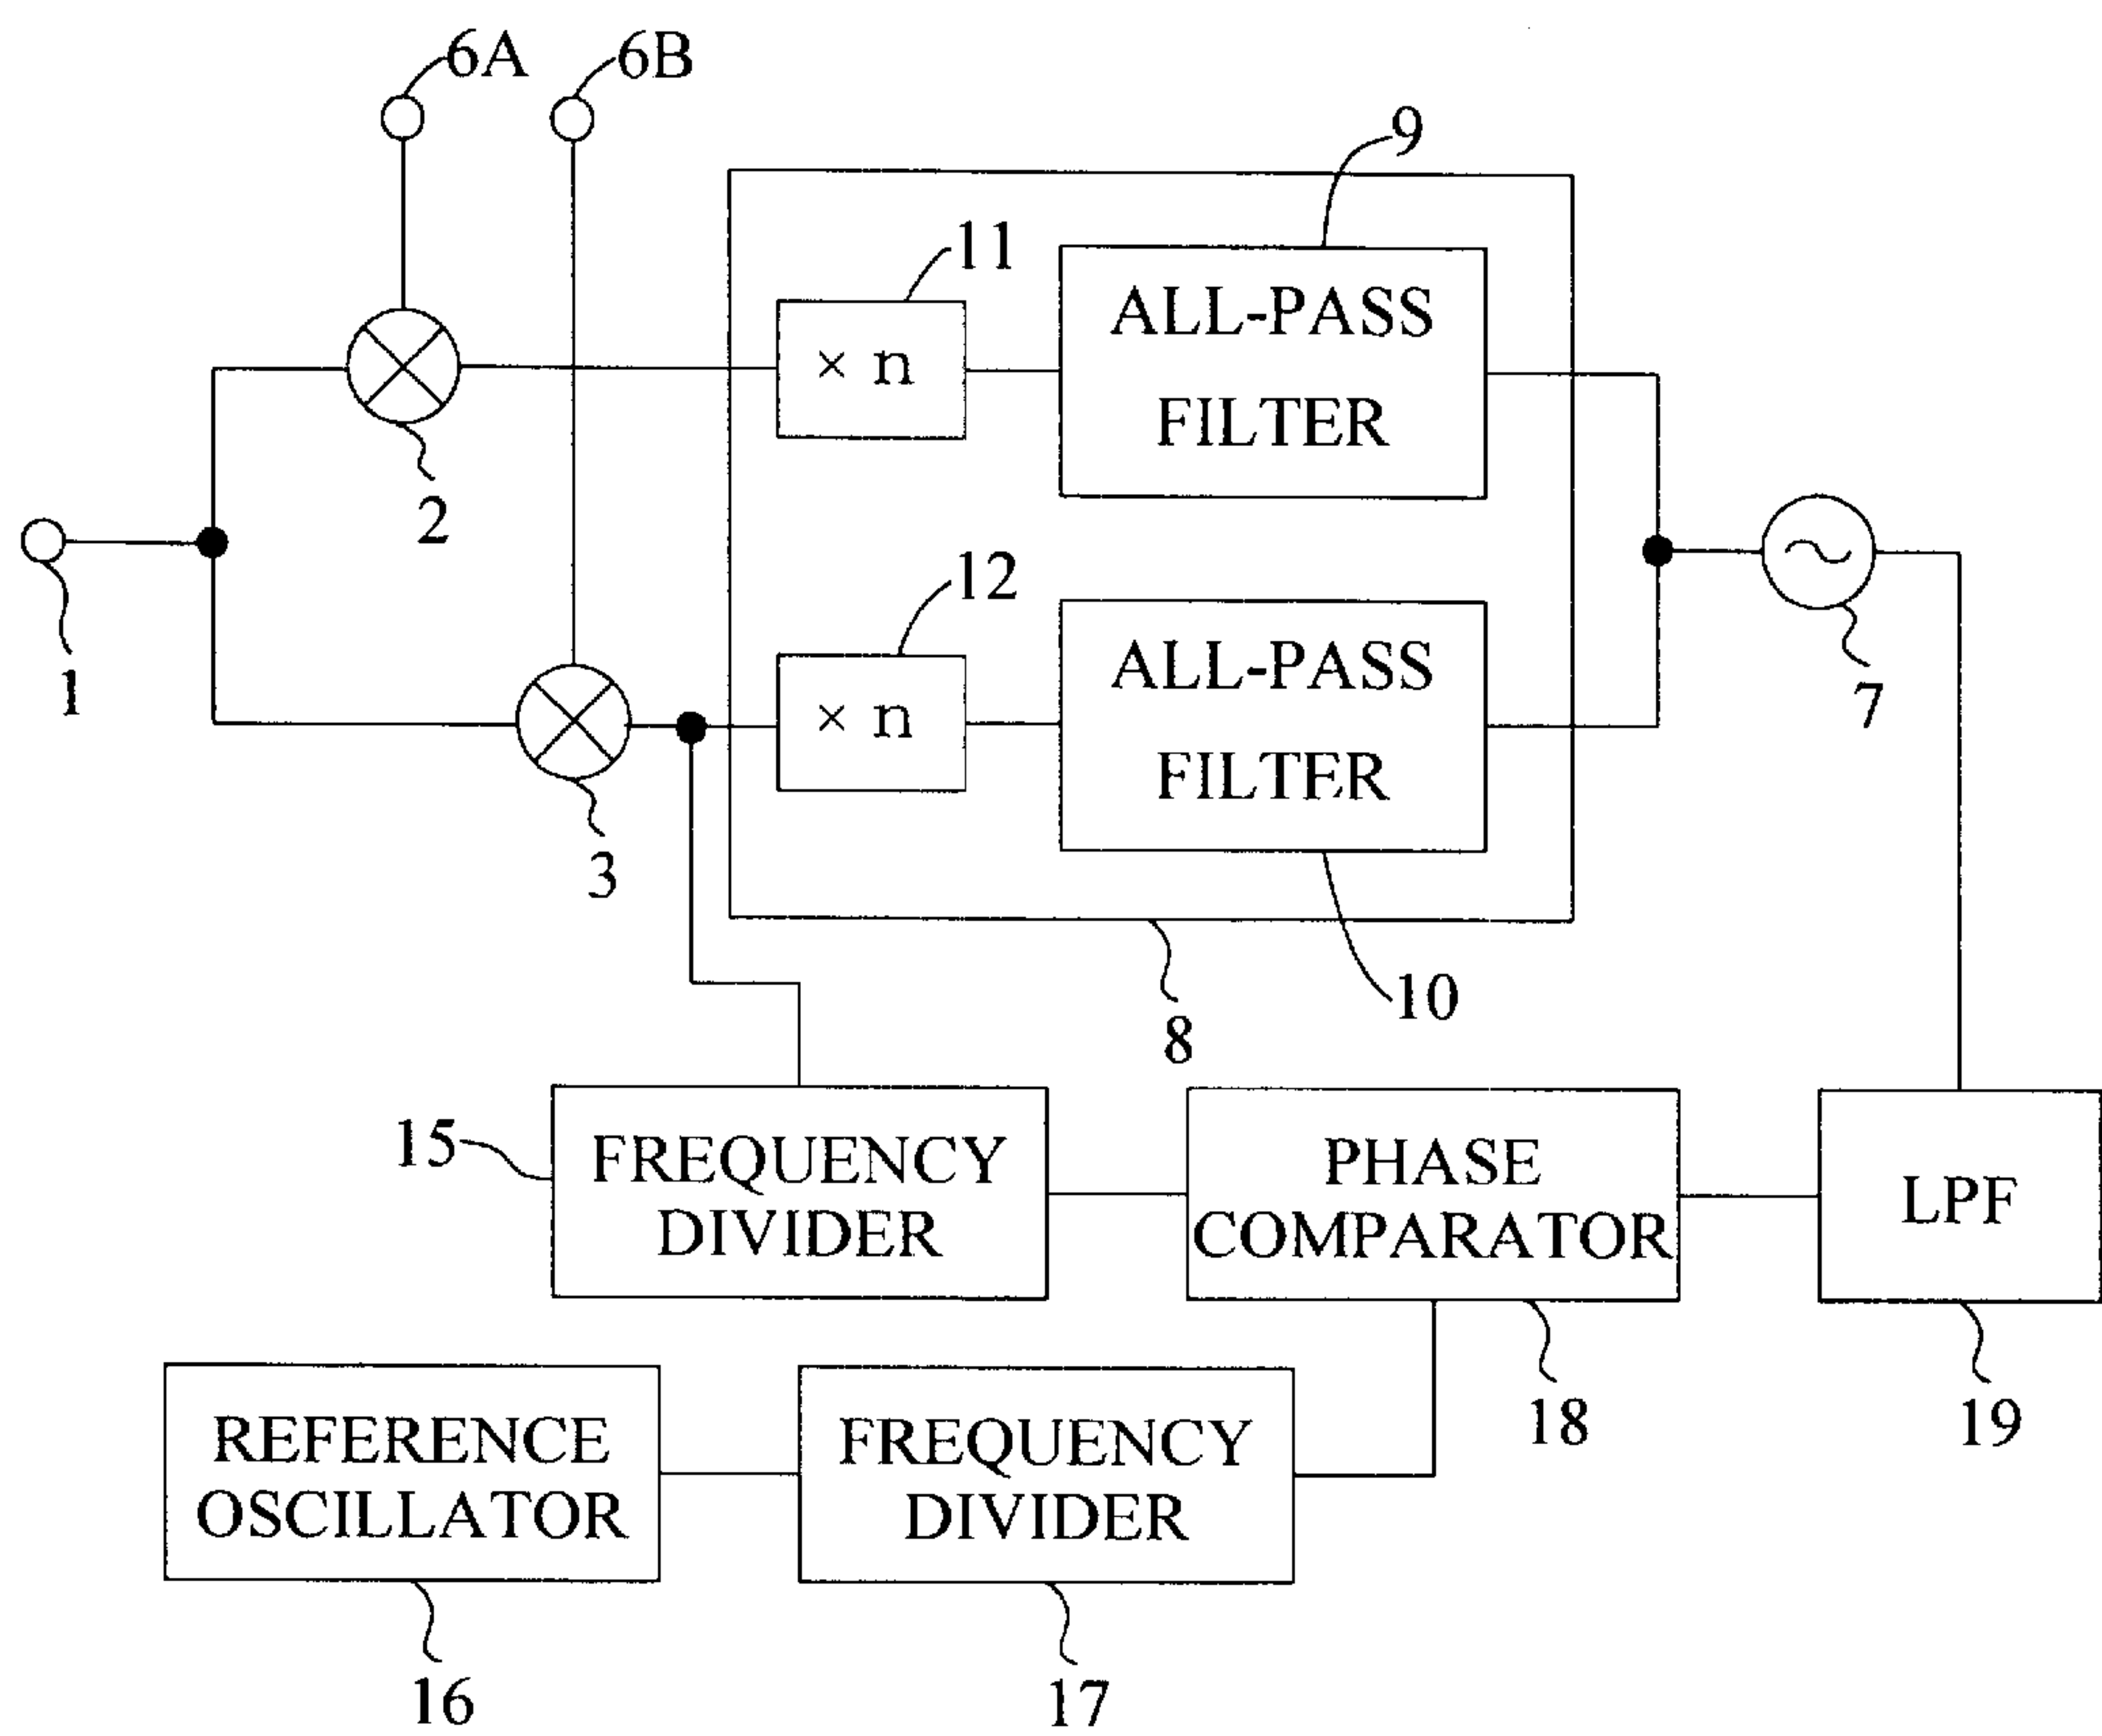 6A
6B
9
11
× n
ALL-PASS
FILTER
2
1
12
× n
ALL-PASS
FILTER
7
3
8
10
15
FREQUENCY
DIVIDER
PHASE
COMPARATOR
LPF
18
19
REFERENCE
OSCILLATOR
FREQUENCY
DIVIDER
16
17